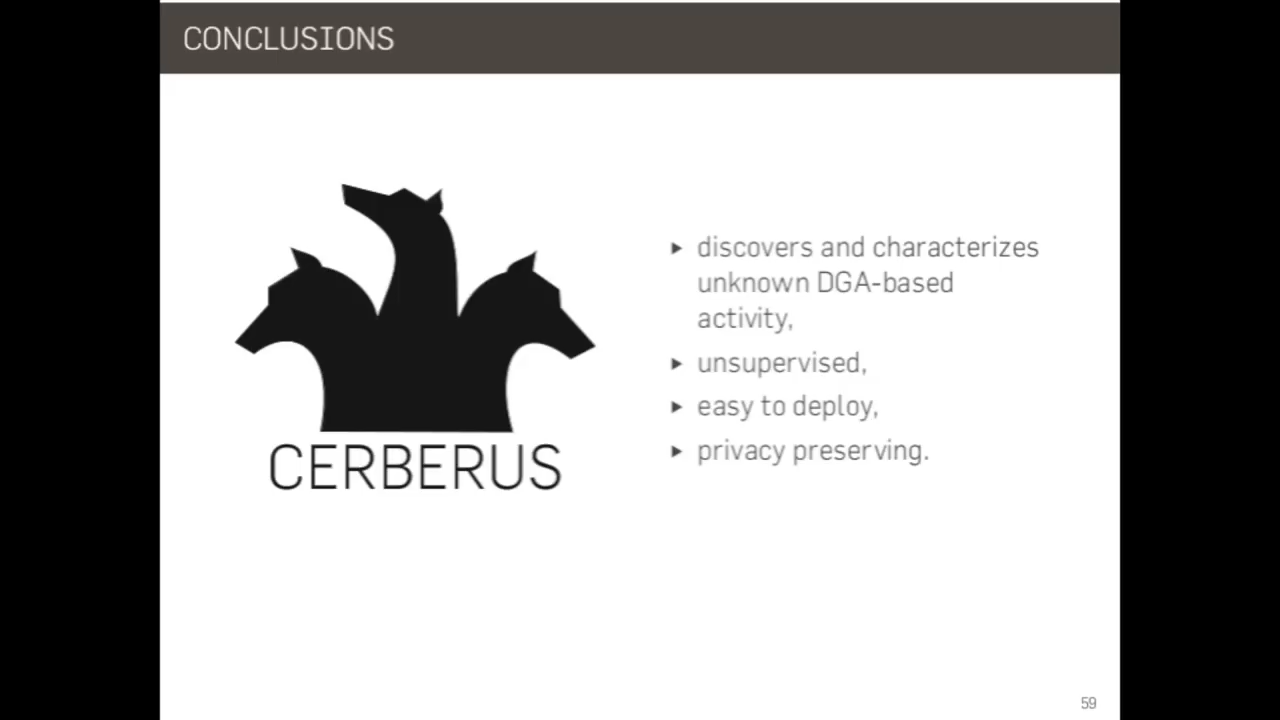 CONCLUSIONS
CERBERUS
discovers and characterizes
unknown DGA-based
activity,
unsupervised,
easy to deploy,
privacy preserving.
59